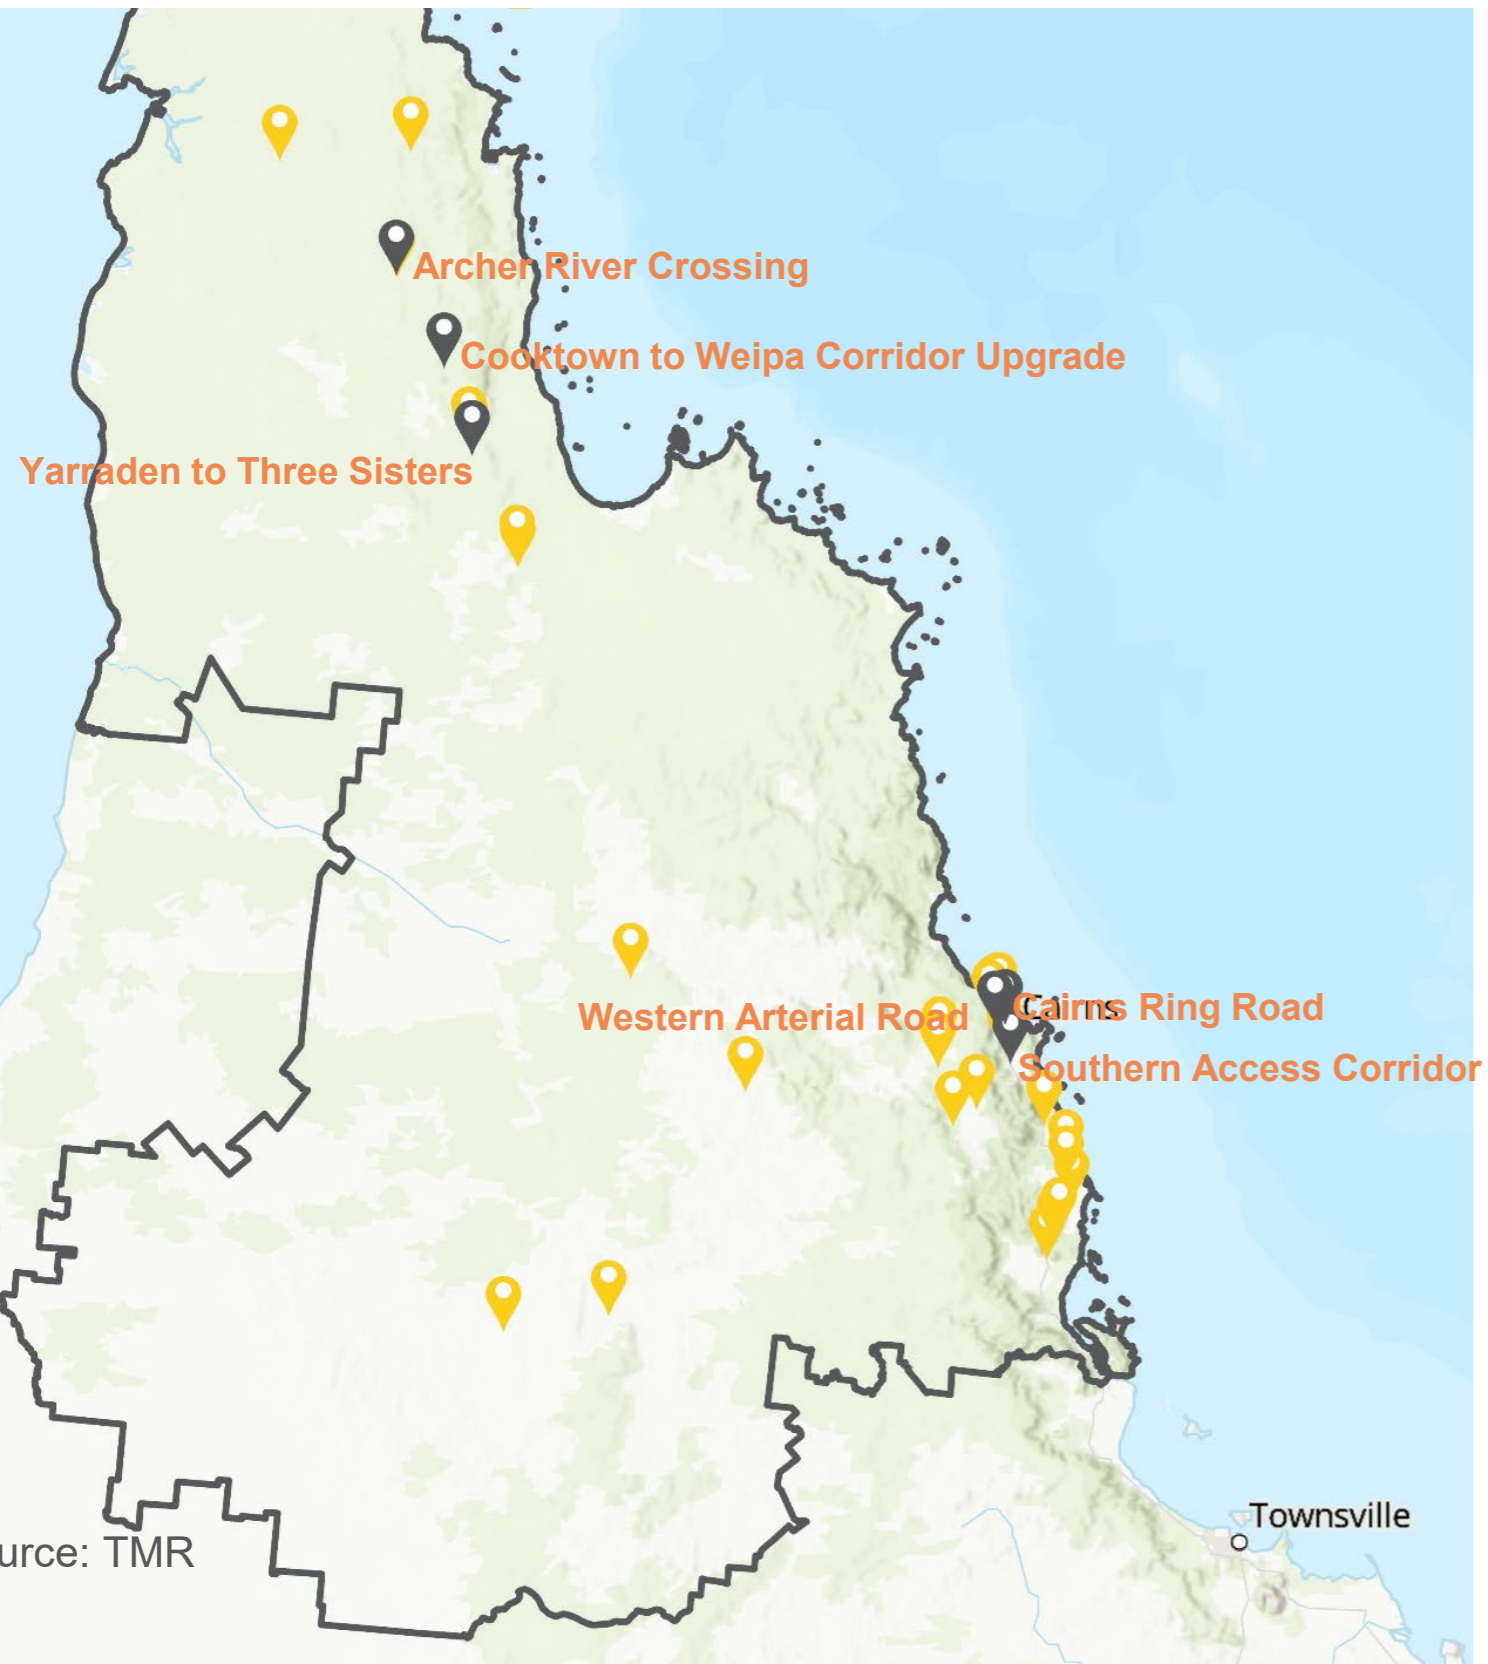 Archer River Crossing
Cooktown to Weipa Corridor Upgrade
Yarraden to Three Sisters
Western Arterial Road
Cairns
Cairns Ring Road
Southern Access Corridor
Townsville
urce: TMR